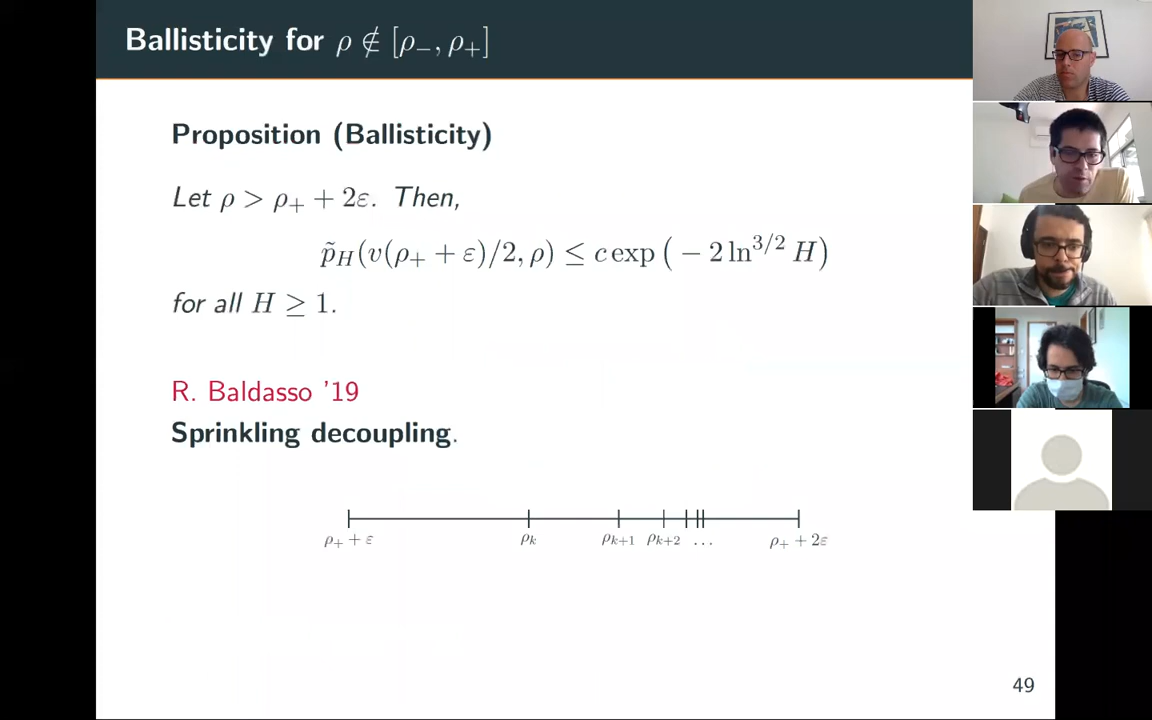 Ballisticity for ρ ∉ [ρ₋, ρ₊]
Proposition (Ballisticity)
Let ρ > ρ₊ + 2ε. Then,
p̃_H(v(ρ₊ + ε)/2, ρ) ≤ c exp ( − 2 ln^{3/2} H)
for all H ≥ 1.
R. Baldasso '19
Sprinkling decoupling.
ρ₊ + ε ρ_k ρ_{k+1} ρ_{k+2} ... ρ₊ + 2ε
49